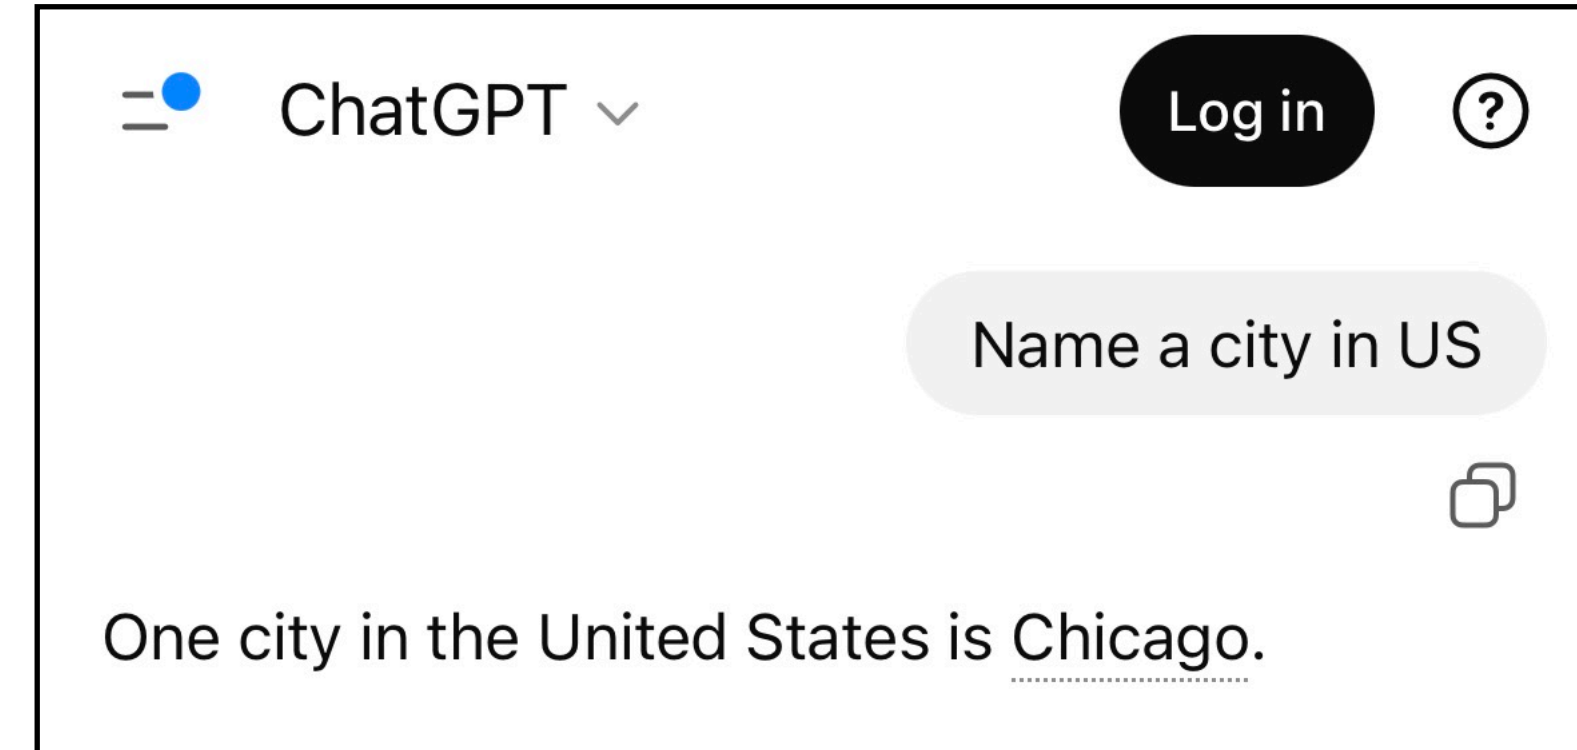 ChatGPT
Log in
?
Name a city in US
One city in the United States is Chicago.